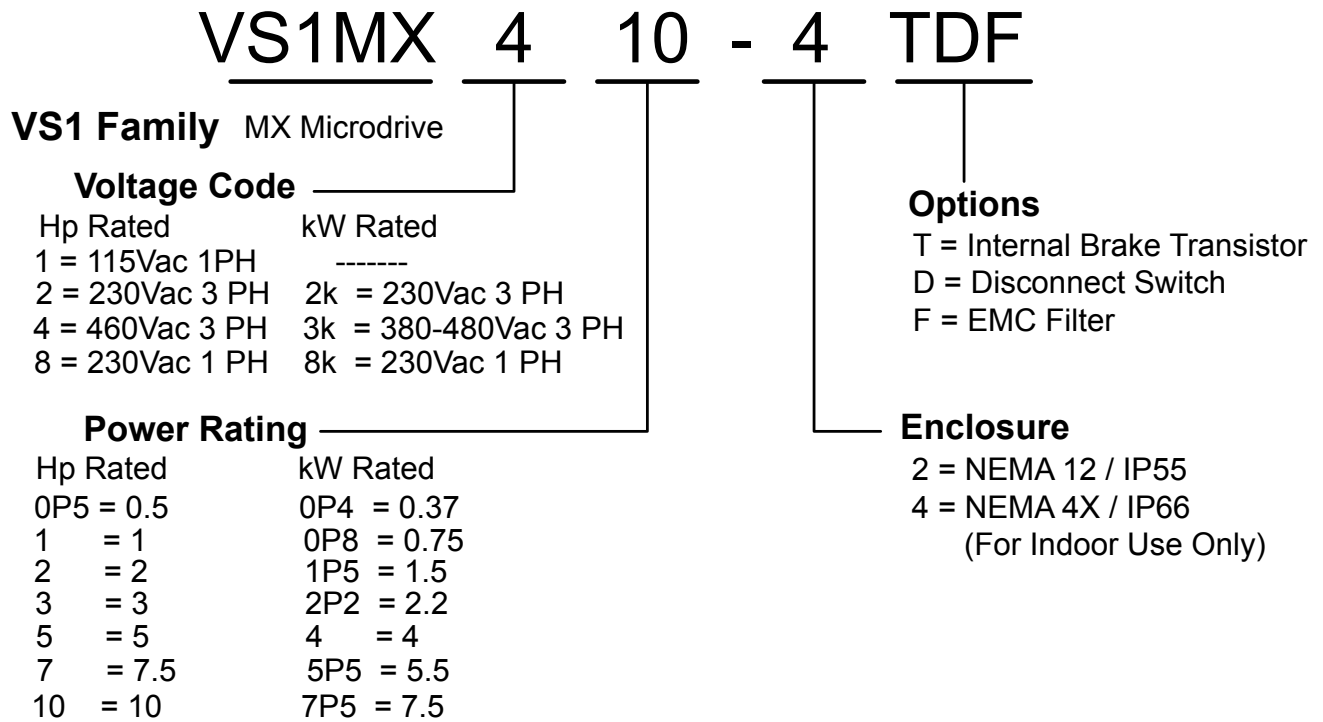 VS1MX 4 10 - 4 TDF
VS1 Family MX Microdrive
Voltage Code
Hp Rated kW Rated
1 = 115Vac 1PH -------
2 = 230Vac 3 PH 2k = 230Vac 3 PH
4 = 460Vac 3 PH 3k = 380-480Vac 3 PH
8 = 230Vac 1 PH 8k = 230Vac 1 PH
Power Rating
Hp Rated kW Rated
0P5 = 0.5 0P4 = 0.37
1 = 1 0P8 = 0.75
2 = 2 1P5 = 1.5
3 = 3 2P2 = 2.2
5 = 5 4 = 4
7 = 7.5 5P5 = 5.5
10 = 10 7P5 = 7.5
Options
T = Internal Brake Transistor
D = Disconnect Switch
F = EMC Filter
Enclosure
2 = NEMA 12 / IP55
4 = NEMA 4X / IP66
(For Indoor Use Only)